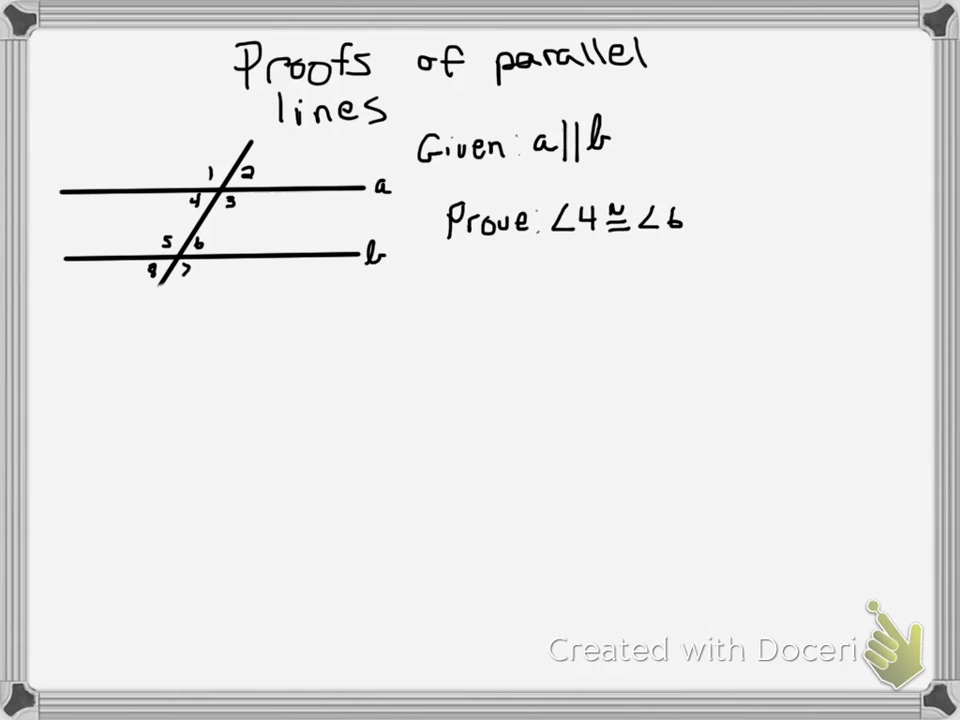 Proofs of parallel
lines
Given: a||b
Prove: ∠4 ≅ ∠6
1 2
a
4 3
5 6
b
8 7
Created with Doceri